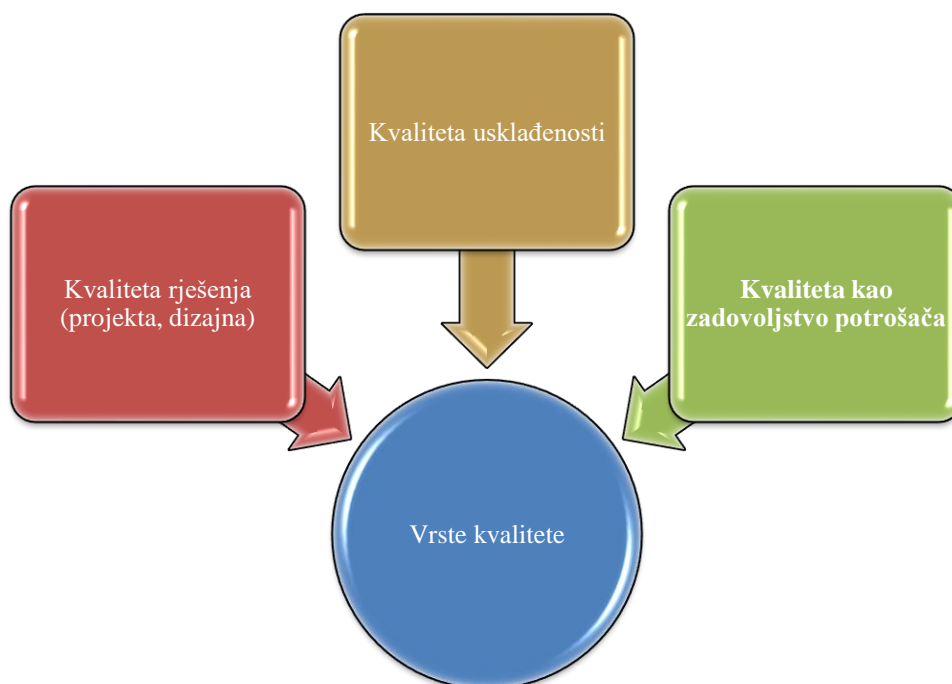 Kvaliteta usklađenosti
Kvaliteta rješenja
(projekta, dizajna)
Kvaliteta kao
zadovoljstvo potrošača
Vrste kvalitete